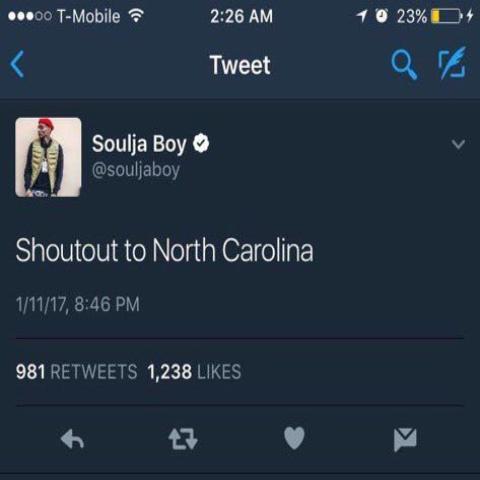 T-Mobile 2:26 AM 23%
Tweet
Soulja Boy
@souljaboy
Shoutout to North Carolina
1/11/17, 8:46 PM
981 RETWEETS 1,238 LIKES